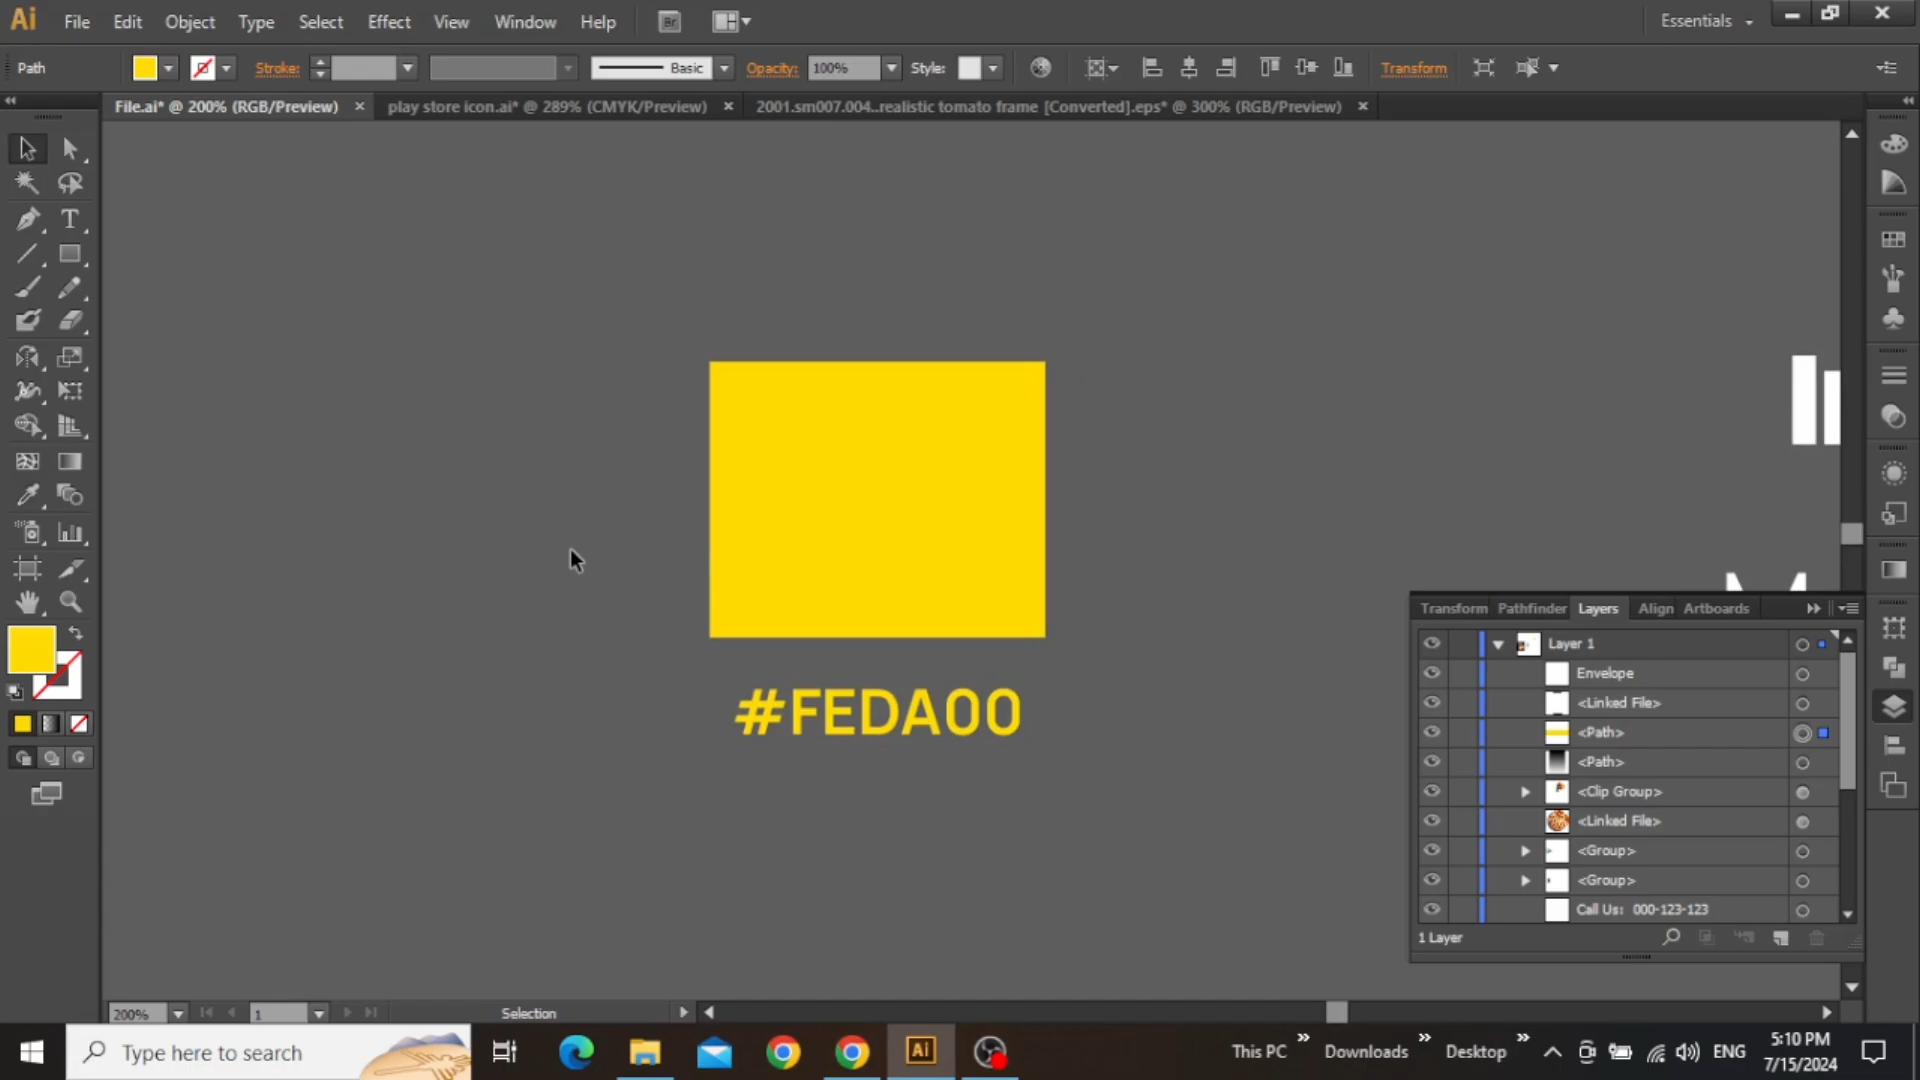 Ai File Edit Object Type Select Effect View Window Help Br Essentials
Path Stroke: Basic Opacity: 100% Style: Transform
File.ai* @ 200% (RGB/Preview) × play store icon.ai* @ 289% (CMYK/Preview) × 2001.sm007.004..realistic tomato frame [Converted].eps* @ 300% (RGB/Preview) ×
T
#FEDA00
Transform Pathfinder Layers Align Artboards
Layer 1
Envelope
<Linked File>
<Path>
<Path>
<Clip Group>
<Linked File>
<Group>
<Group>
Call Us: 000-123-123
1 Layer
200% 1 Selection
Type here to search Ai This PC Downloads Desktop ENG 5:10 PM
7/15/2024